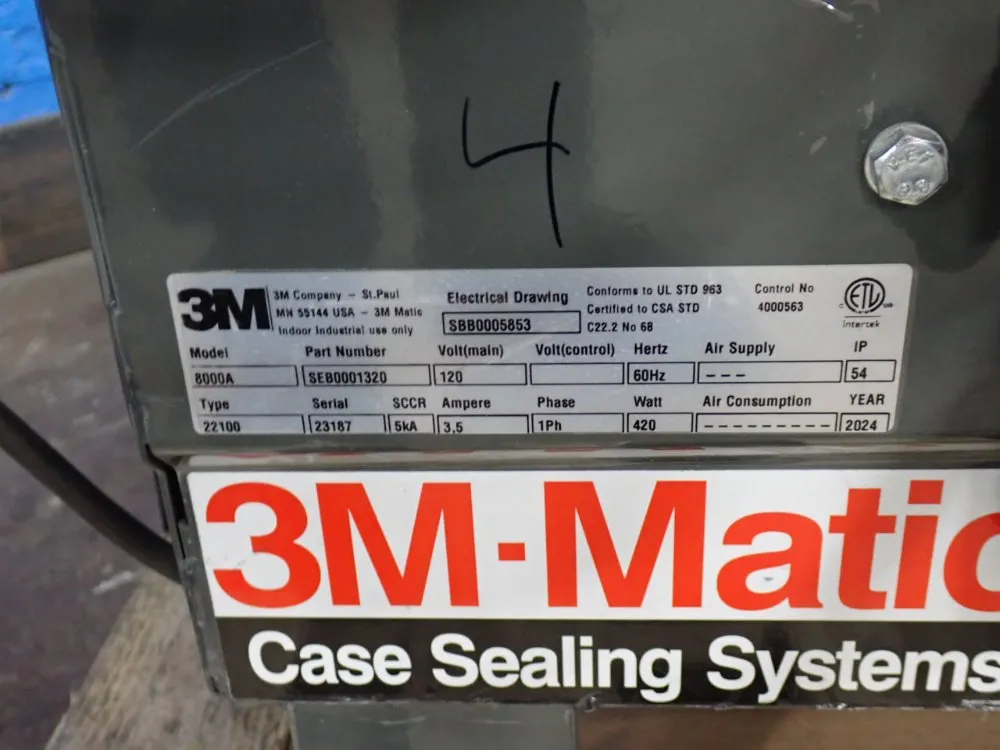 4
3M
3M Company - St.Paul
MN 55144 USA - 3M Matic
Indoor Industrial use only
Electrical Drawing
SBB0005853
Conforms to UL STD 963
Certified to CSA STD
C22.2 No 68
Control No
4000563
ETL
Intertek
Model Part Number Volt(main) Volt(control) Hertz Air Supply IP
8000A SEB0001320 120 60Hz --- 54
Type Serial SCCR Ampere Phase Watt Air Consumption YEAR
22100 23187 5kA 3,5 1Ph 420 --------- 2024
3M-Matic
Case Sealing Systems